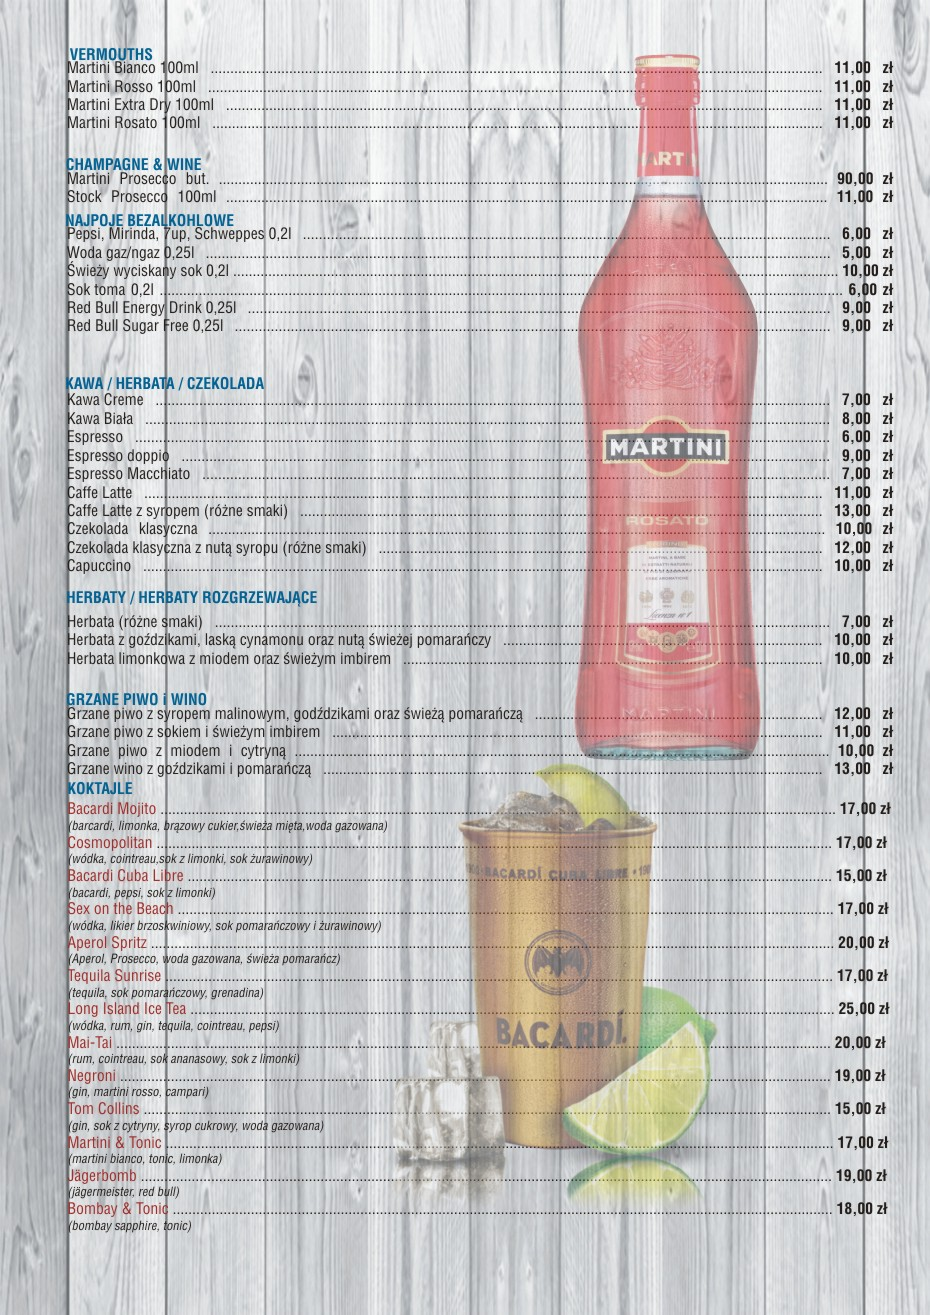 VERMOUTHS
Martini Bianco 100ml 11,00 zł
Martini Rosso 100ml 11,00 zł
Martini Extra Dry 100ml 11,00 zł
Martini Rosato 100ml 11,00 zł
CHAMPAGNE & WINE
Martini Prosecco but. 90,00 zł
Stock Prosecco 100ml 11,00 zł
NAJPOJE BEZALKOHLOWE
Pepsi, Mirinda, 7up, Schweppes 0,2l 6,00 zł
Woda gaz/ngaz 0,25l 5,00 zł
Świeży wyciskany sok 0,2l 10,00 zł
Sok toma 0,2l 6,00 zł
Red Bull Energy Drink 0,25l 9,00 zł
Red Bull Sugar Free 0,25l 9,00 zł
KAWA / HERBATA / CZEKOLADA
Kawa Creme 7,00 zł
Kawa Biała 8,00 zł
Espresso 6,00 zł
Espresso doppio 9,00 zł
Espresso Macchiato 7,00 zł
Caffe Latte 11,00 zł
Caffe Latte z syropem (różne smaki) 13,00 zł
Czekolada klasyczna 10,00 zł
Czekolada klasyczna z nutą syropu (różne smaki) 12,00 zł
Capuccino 10,00 zł
HERBATY / HERBATY ROZGRZEWAJĄCE
Herbata (różne smaki) 7,00 zł
Herbata z goździkami, laską cynamonu oraz nutą świeżej pomarańczy 10,00 zł
Herbata limonkowa z miodem oraz świeżym imbirem 10,00 zł
GRZANE PIWO i WINO
Grzane piwo z syropem malinowym, godździkami oraz świeżą pomarańczą 12,00 zł
Grzane piwo z sokiem i świeżym imbirem 11,00 zł
Grzane piwo z miodem i cytryną 10,00 zł
Grzane wino z goździkami i pomarańczą 13,00 zł
KOKTAJLE
Bacardi Mojito 17,00 zł
(barcardi, limonka, brązowy cukier,świeża mięta,woda gazowana)
Cosmopolitan 17,00 zł
(wódka, cointreau,sok z limonki, sok żurawinowy)
Bacardi Cuba Libre 15,00 zł
(bacardi, pepsi, sok z limonki)
Sex on the Beach 17,00 zł
(wódka, likier brzoskwiniowy, sok pomarańczowy i żurawinowy)
Aperol Spritz 20,00 zł
(Aperol, Prosecco, woda gazowana, świeża pomarańcz)
Tequila Sunrise 17,00 zł
(tequila, sok pomarańczowy, grenadina)
Long Island Ice Tea 25,00 zł
(wódka, rum, gin, tequila, cointreau, pepsi)
Mai-Tai 20,00 zł
(rum, cointreau, sok ananasowy, sok z limonki)
Negroni 19,00 zł
(gin, martini rosso, campari)
Tom Collins 15,00 zł
(gin, sok z cytryny, syrop cukrowy, woda gazowana)
Martini & Tonic 17,00 zł
(martini bianco, tonic, limonka)
Jägerbomb 19,00 zł
(jägermeister, red bull)
Bombay & Tonic 18,00 zł
(bombay sapphire, tonic)
MARTINI
ROSATO
MARTINI
BACARDÍ CUBA LIBRE
BACARDÍ